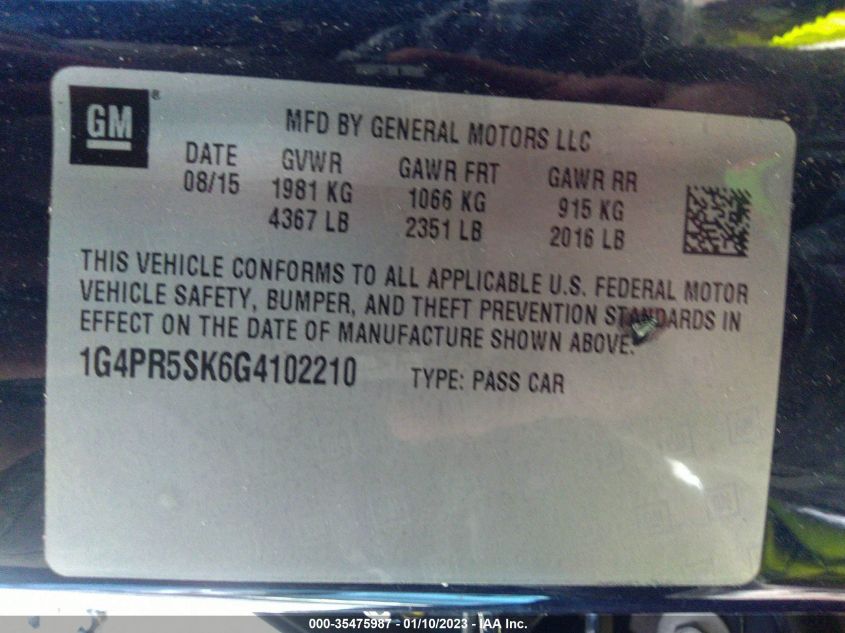 GM ®
MFD BY GENERAL MOTORS LLC
DATE GVWR GAWR FRT GAWR RR
08/15 1981 KG 1066 KG 915 KG
4367 LB 2351 LB 2016 LB
THIS VEHICLE CONFORMS TO ALL APPLICABLE U.S. FEDERAL MOTOR
VEHICLE SAFETY, BUMPER, AND THEFT PREVENTION STANDARDS IN
EFFECT ON THE DATE OF MANUFACTURE SHOWN ABOVE.
1G4PR5SK6G4102210 TYPE: PASS CAR
GM
GM
000-35475987 - 01/10/2023 - IAA Inc.